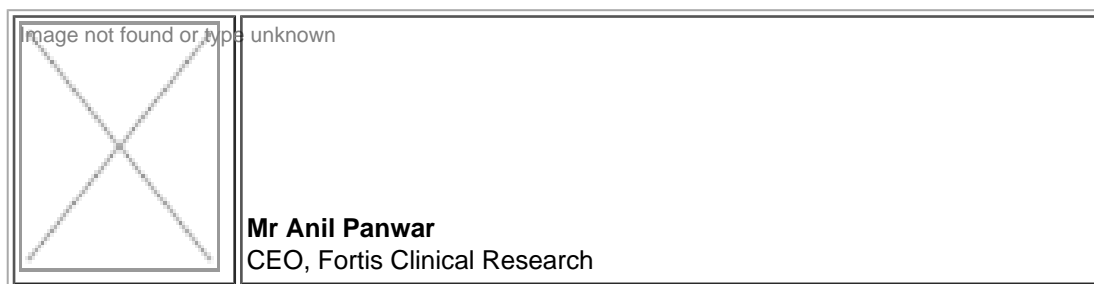 Image not found or type unknown
Mr Anil Panwar
CEO, Fortis Clinical Research